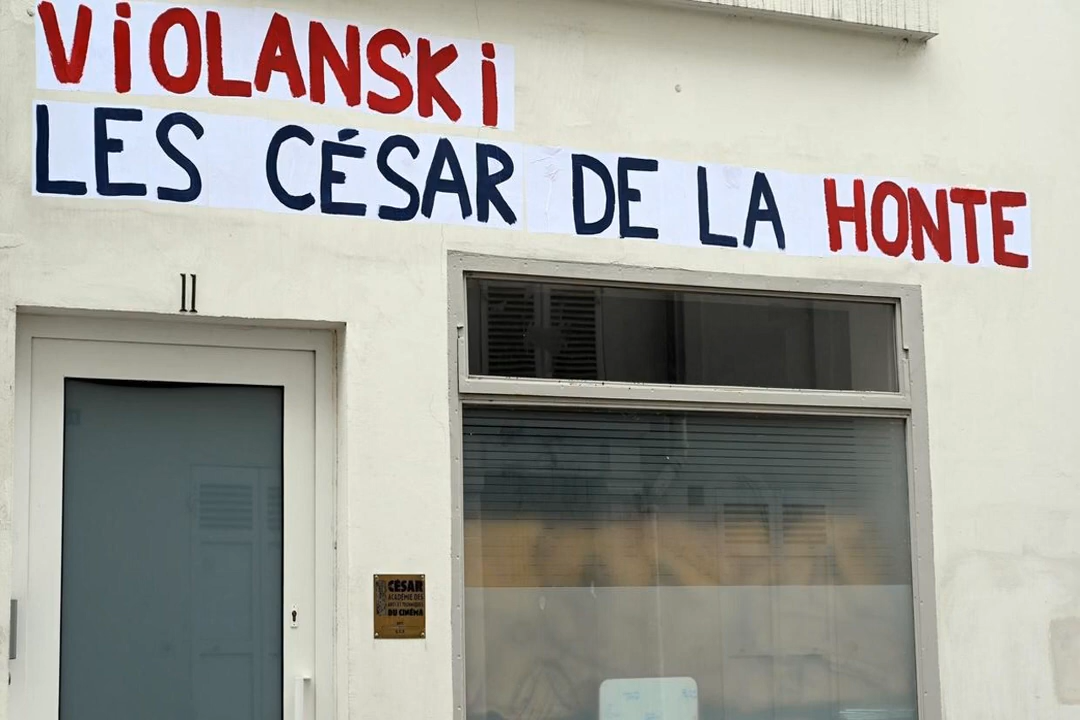 ViOLANSKi
LES CÉSAR DE LA HONTE
11
CÉSAR
ACADÉMIE DES
ARTS ET TECHNIQUES
DU CINÉMA